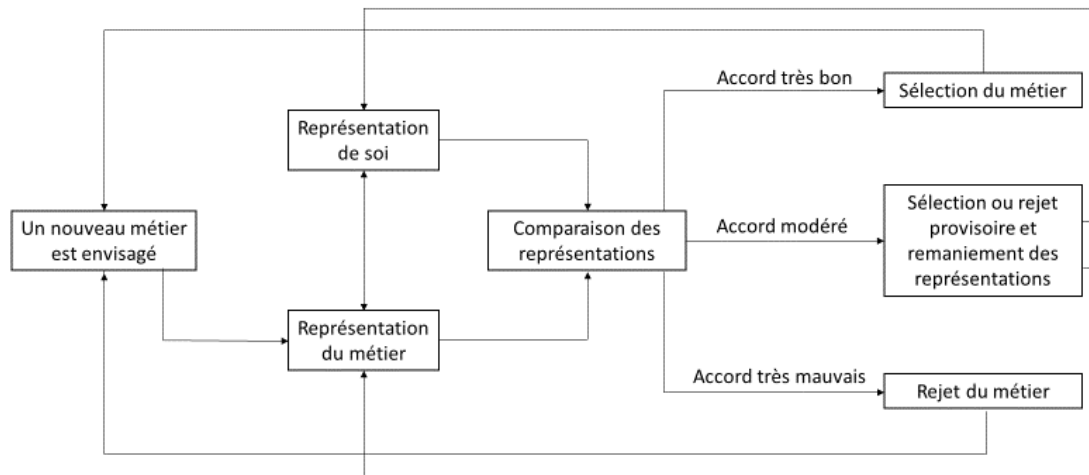 Un nouveau métier
est envisagé
Représentation
de soi
Représentation
du métier
Comparaison des
représentations
Accord très bon
Sélection du métier
Accord modéré
Sélection ou rejet
provisoire et
remaniement des
représentations
Accord très mauvais
Rejet du métier